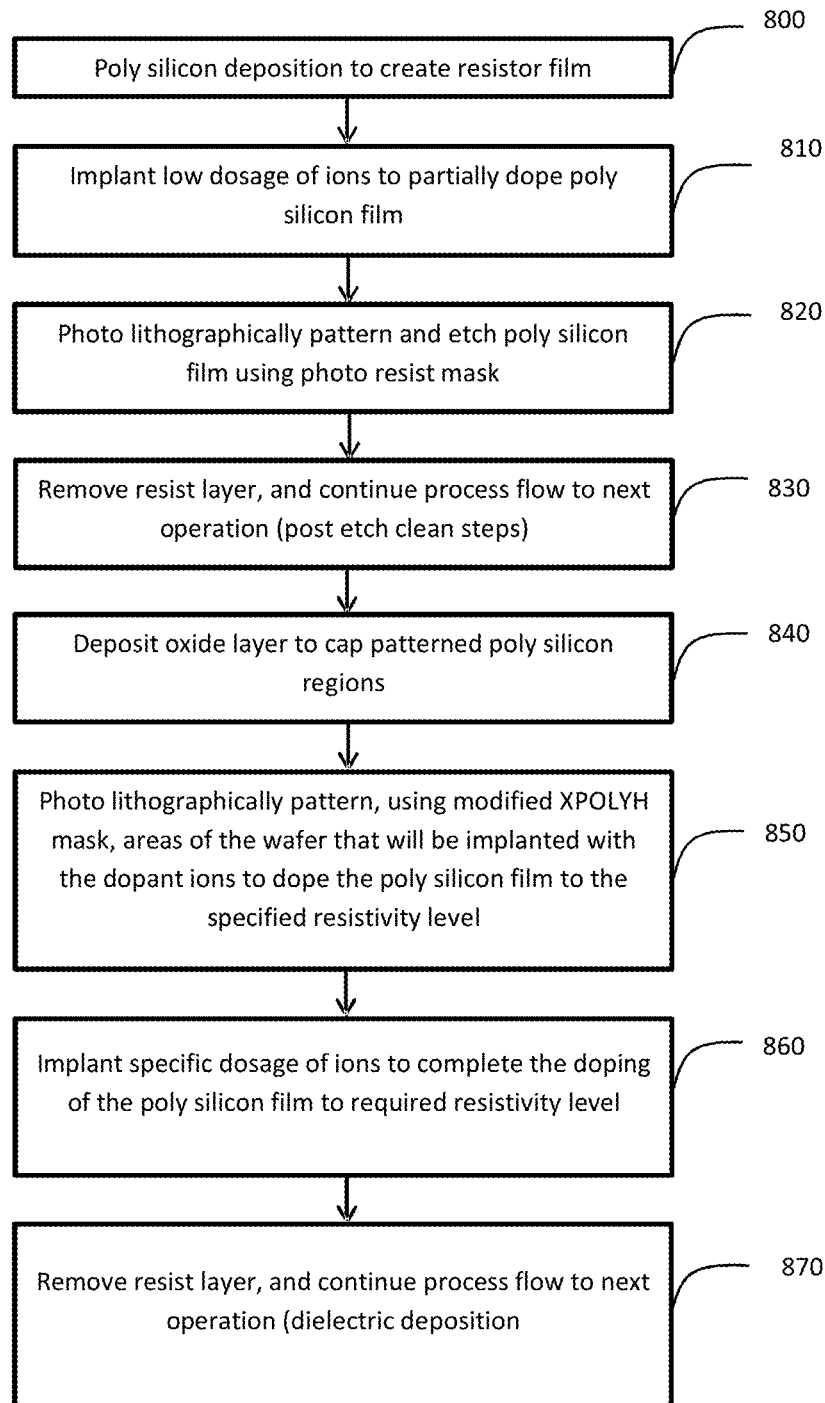 800
Poly silicon deposition to create resistor film
810
Implant low dosage of ions to partially dope poly
silicon film
820
Photo lithographically pattern and etch poly silicon
film using photo resist mask
830
Remove resist layer, and continue process flow to next
operation (post etch clean steps)
840
Deposit oxide layer to cap patterned poly silicon
regions
850
Photo lithographically pattern, using modified XPOLYH
mask, areas of the wafer that will be implanted with
the dopant ions to dope the poly silicon film to the
specified resistivity level
860
Implant specific dosage of ions to complete the doping
of the poly silicon film to required resistivity level
870
Remove resist layer, and continue process flow to next
operation (dielectric deposition